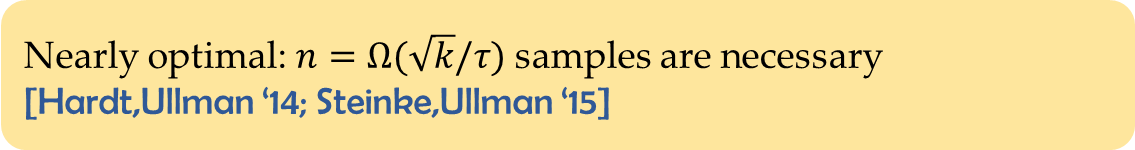 Nearly optimal: 𝑛 = Ω(√𝑘/𝜏) samples are necessary
[Hardt,Ullman ‘14; Steinke,Ullman ‘15]